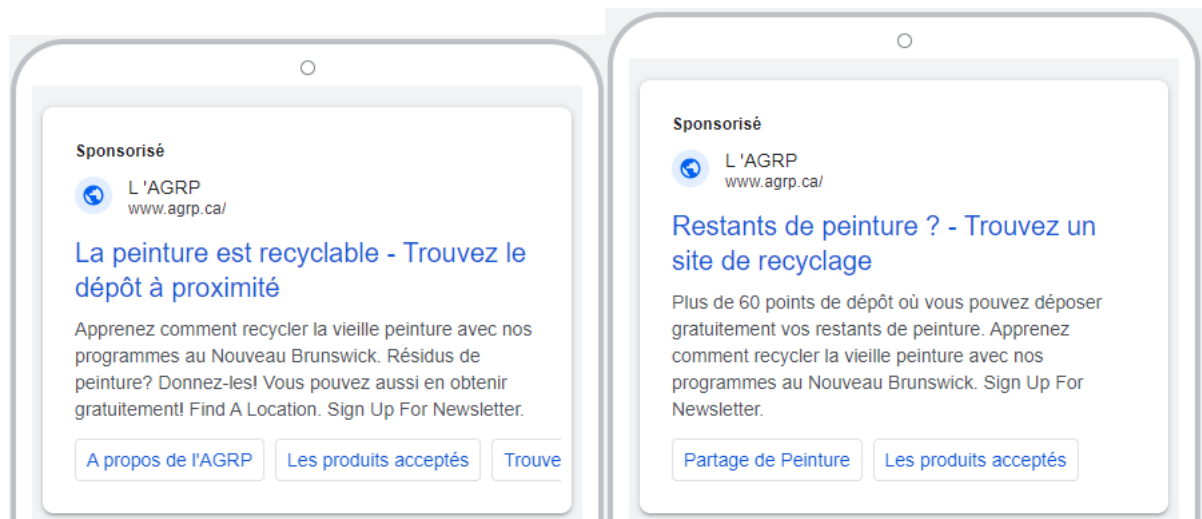 Sponsorisé
L 'AGRP
www.agrp.ca/
La peinture est recyclable - Trouvez le
dépôt à proximité
Apprenez comment recycler la vieille peinture avec nos
programmes au Nouveau Brunswick. Résidus de
peinture? Donnez-les! Vous pouvez aussi en obtenir
gratuitement! Find A Location. Sign Up For Newsletter.
A propos de l'AGRP
Les produits acceptés
Trouve
Sponsorisé
L 'AGRP
www.agrp.ca/
Restants de peinture ? - Trouvez un
site de recyclage
Plus de 60 points de dépôt où vous pouvez déposer
gratuitement vos restants de peinture. Apprenez
comment recycler la vieille peinture avec nos
programmes au Nouveau Brunswick. Sign Up For
Newsletter.
Partage de Peinture
Les produits acceptés